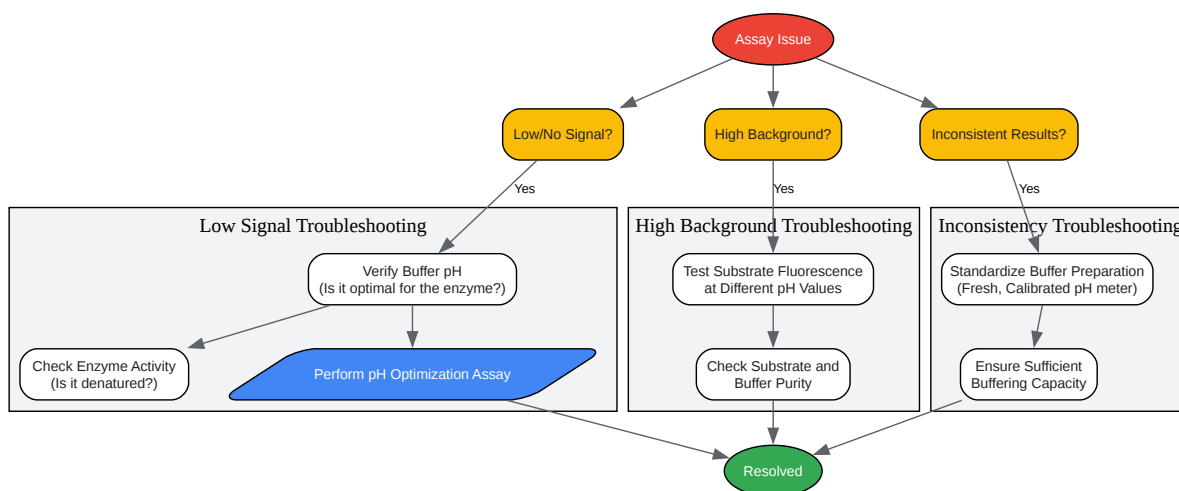 Assay Issue
Low/No Signal?
High Background?
Inconsistent Results?
Yes
Yes
Yes
Low Signal Troubleshooting
High Background Troubleshooting
Inconsistency Troubleshooting
Verify Buffer pH
(Is it optimal for the enzyme?)
Test Substrate Fluorescence
at Different pH Values
Standardize Buffer Preparation
(Fresh, Calibrated pH meter)
Check Enzyme Activity
(Is it denatured?)
Perform pH Optimization Assay
Check Substrate and
Buffer Purity
Ensure Sufficient
Buffering Capacity
Resolved